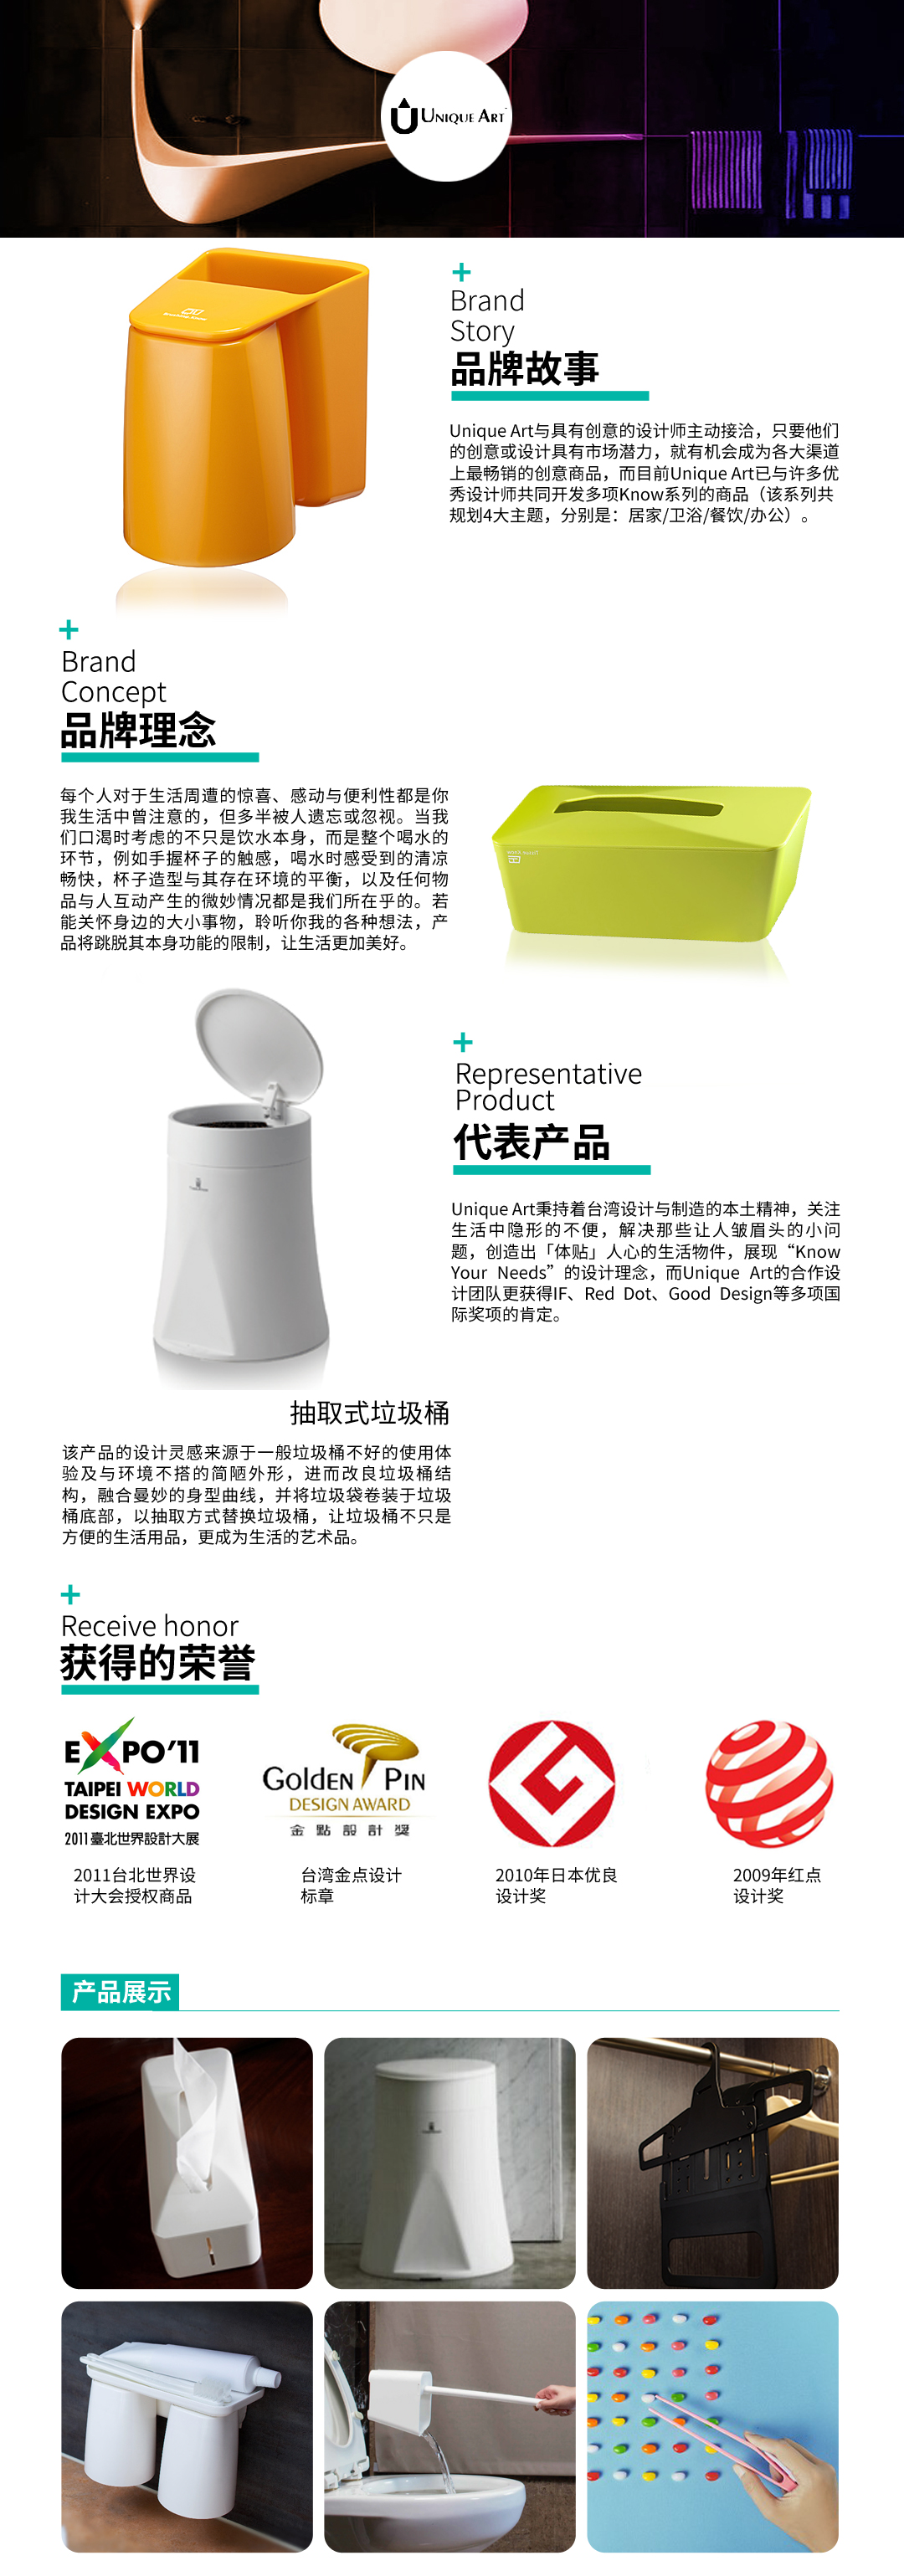 UNIQUE ART
Brand
Story
品牌故事
Unique Art与具有创意的设计师主动接洽，只要他们
的创意或设计具有市场潜力，就有机会成为各大渠道
上最畅销的创意商品，而目前Unique Art已与许多优
秀设计师共同开发多项Know系列的商品（该系列共
规划4大主题，分别是：居家/卫浴/餐饮/办公）。
Brand
Concept
品牌理念
每个人对于生活周遭的惊喜、感动与便利性都是你
我生活中曾注意的，但多半被人遗忘或忽视。当我
们口渴时考虑的不只是饮水本身，而是整个喝水的
环节，例如手握杯子的触感，喝水时感受到的清凉
畅快，杯子造型与其存在环境的平衡，以及任何物
品与人互动产生的微妙情况都是我们所在乎的。若
能关怀身边的大小事物，聆听你我的各种想法，产
品将跳脱其本身功能的限制，让生活更加美好。
Representative
Product
代表产品
Unique Art秉持着台湾设计与制造的本土精神，关注
生活中隐形的不便，解决那些让人皱眉头的小问
题，创造出「体贴」人心的生活物件，展现“Know
Your Needs”的设计理念，而Unique Art的合作设
计团队更获得IF、Red Dot、Good Design等多项国
际奖项的肯定。
抽取式垃圾桶
该产品的设计灵感来源于一般垃圾桶不好的使用体
验及与环境不搭的简陋外形，进而改良垃圾桶结
构，融合曼妙的身型曲线，并将垃圾袋卷装于垃圾
桶底部，以抽取方式替换垃圾桶，让垃圾桶不只是
方便的生活用品，更成为生活的艺术品。
Receive honor
获得的荣誉
EXPO'11
TAIPEI WORLD
DESIGN EXPO
2011臺北世界設計大展
GOLDEN PIN
DESIGN AWARD
金點設計獎
2011台北世界设
计大会授权商品
台湾金点设计
标章
2010年日本优良
设计奖
2009年红点
设计奖
产品展示